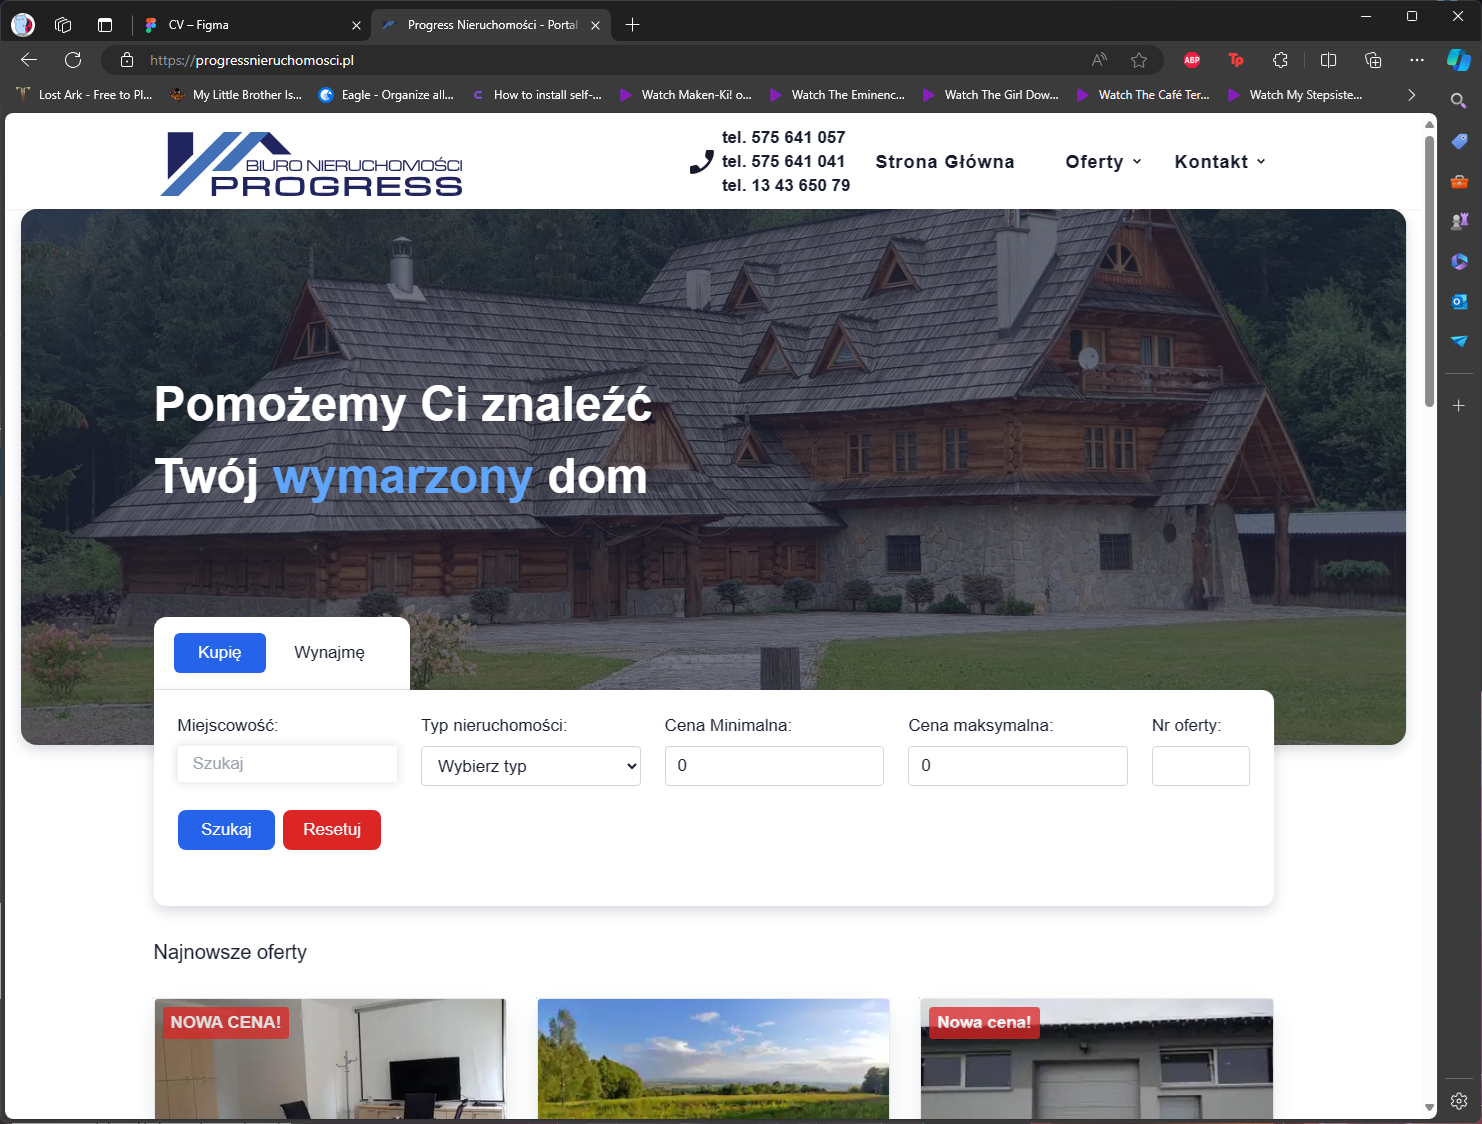 CV – Figma
Progress Nieruchomości - Portal
https://progressnieruchomosci.pl
ABP
Tp
Lost Ark - Free to Pl...
My Little Brother Is...
Eagle - Organize all...
How to install self-...
Watch Maken-Ki! o...
Watch The Eminenc...
Watch The Girl Dow...
Watch The Café Ter...
Watch My Stepsiste...
BIURO NIERUCHOMOŚCI
PROGRESS
tel. 575 641 057
tel. 575 641 041
tel. 13 43 650 79
Strona Główna
Oferty
Kontakt
Pomożemy Ci znaleźć
Twój wymarzony dom
Kupię
Wynajmę
Miejscowość:
Typ nieruchomości:
Cena Minimalna:
Cena maksymalna:
Nr oferty:
Szukaj
Wybierz typ
0
0
Szukaj
Resetuj
Najnowsze oferty
NOWA CENA!
Nowa cena!